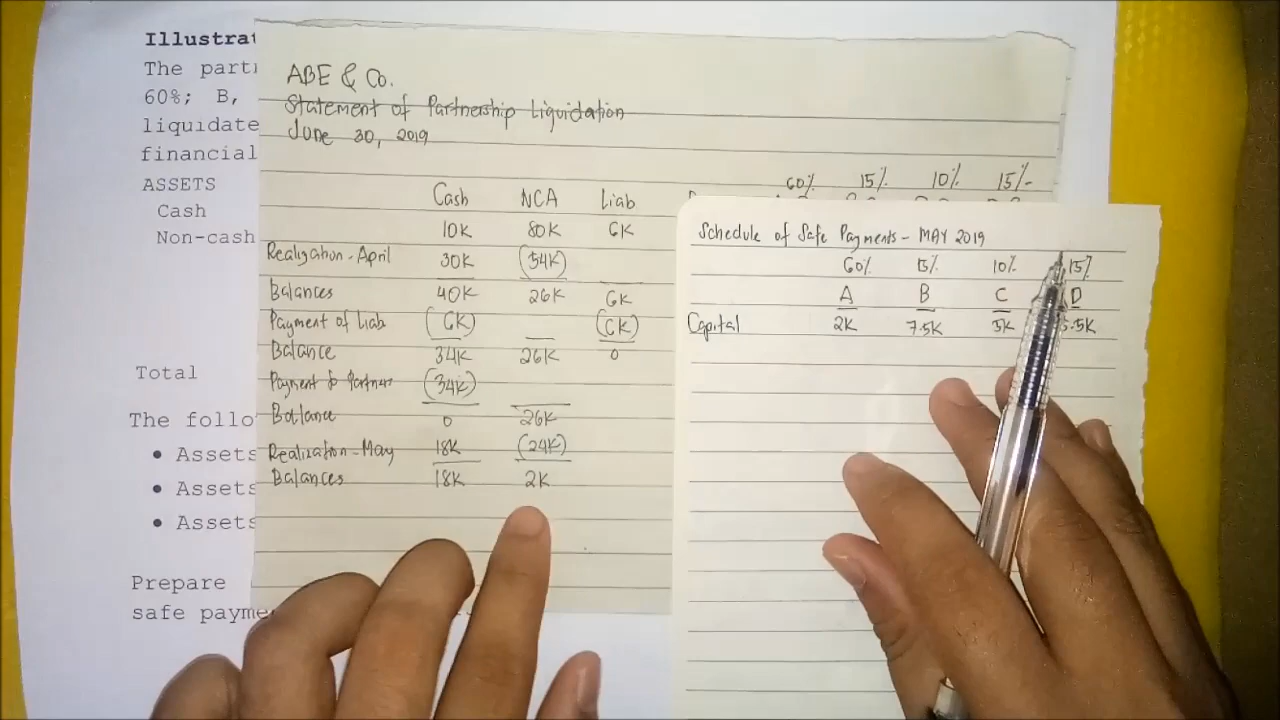 Illustrat
The parti
60%; B,
liquidate
financial
ASSETS
Cash
Non-cash
Total
The follo
• Assets
• Assets
• Assets
Prepare
safe payme
ABE & Co.
Statement of Partnership Liquidation
June 30, 2019
60% 15% 10% 15%
Cash NCA Liab
10K 80K 6K
Realization - April 30K (54K)
Balances 40K 26K 6K
Payment of Liab (6K) (6K)
Balance 34K 26K 0
Payment to Partners (34K)
Balance 0 26K
Realization - May 18K (24K)
Balances 18K 2K
Schedule of Safe Payments - MAY 2019
60% 15% 10% 15%
A B C D
Capital 2K 7.5K 3K .5K